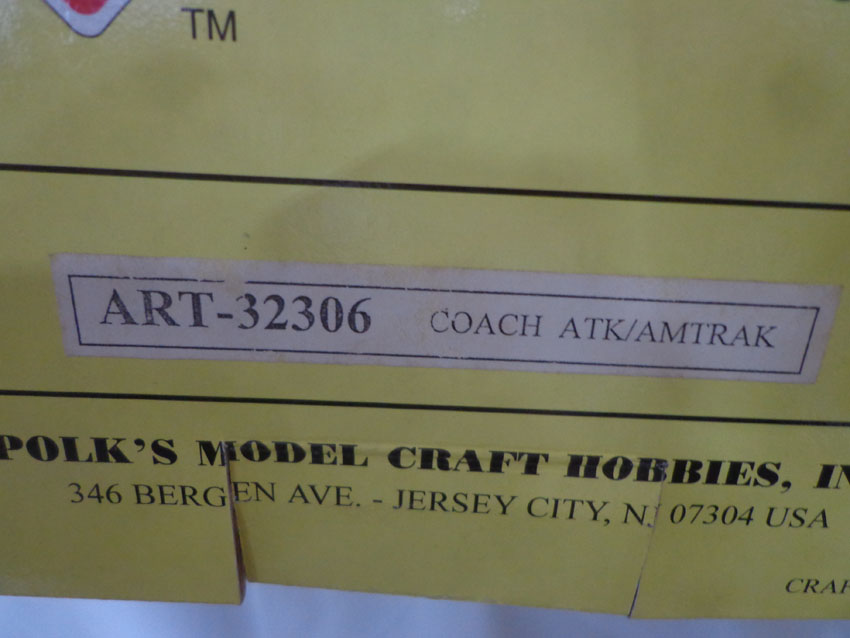 TM
ART-32306 COACH ATK/AMTRAK
POLK'S MODEL CRAFT HOBBIES,
346 BERGEN AVE. - JERSEY CITY, NJ 07304 USA